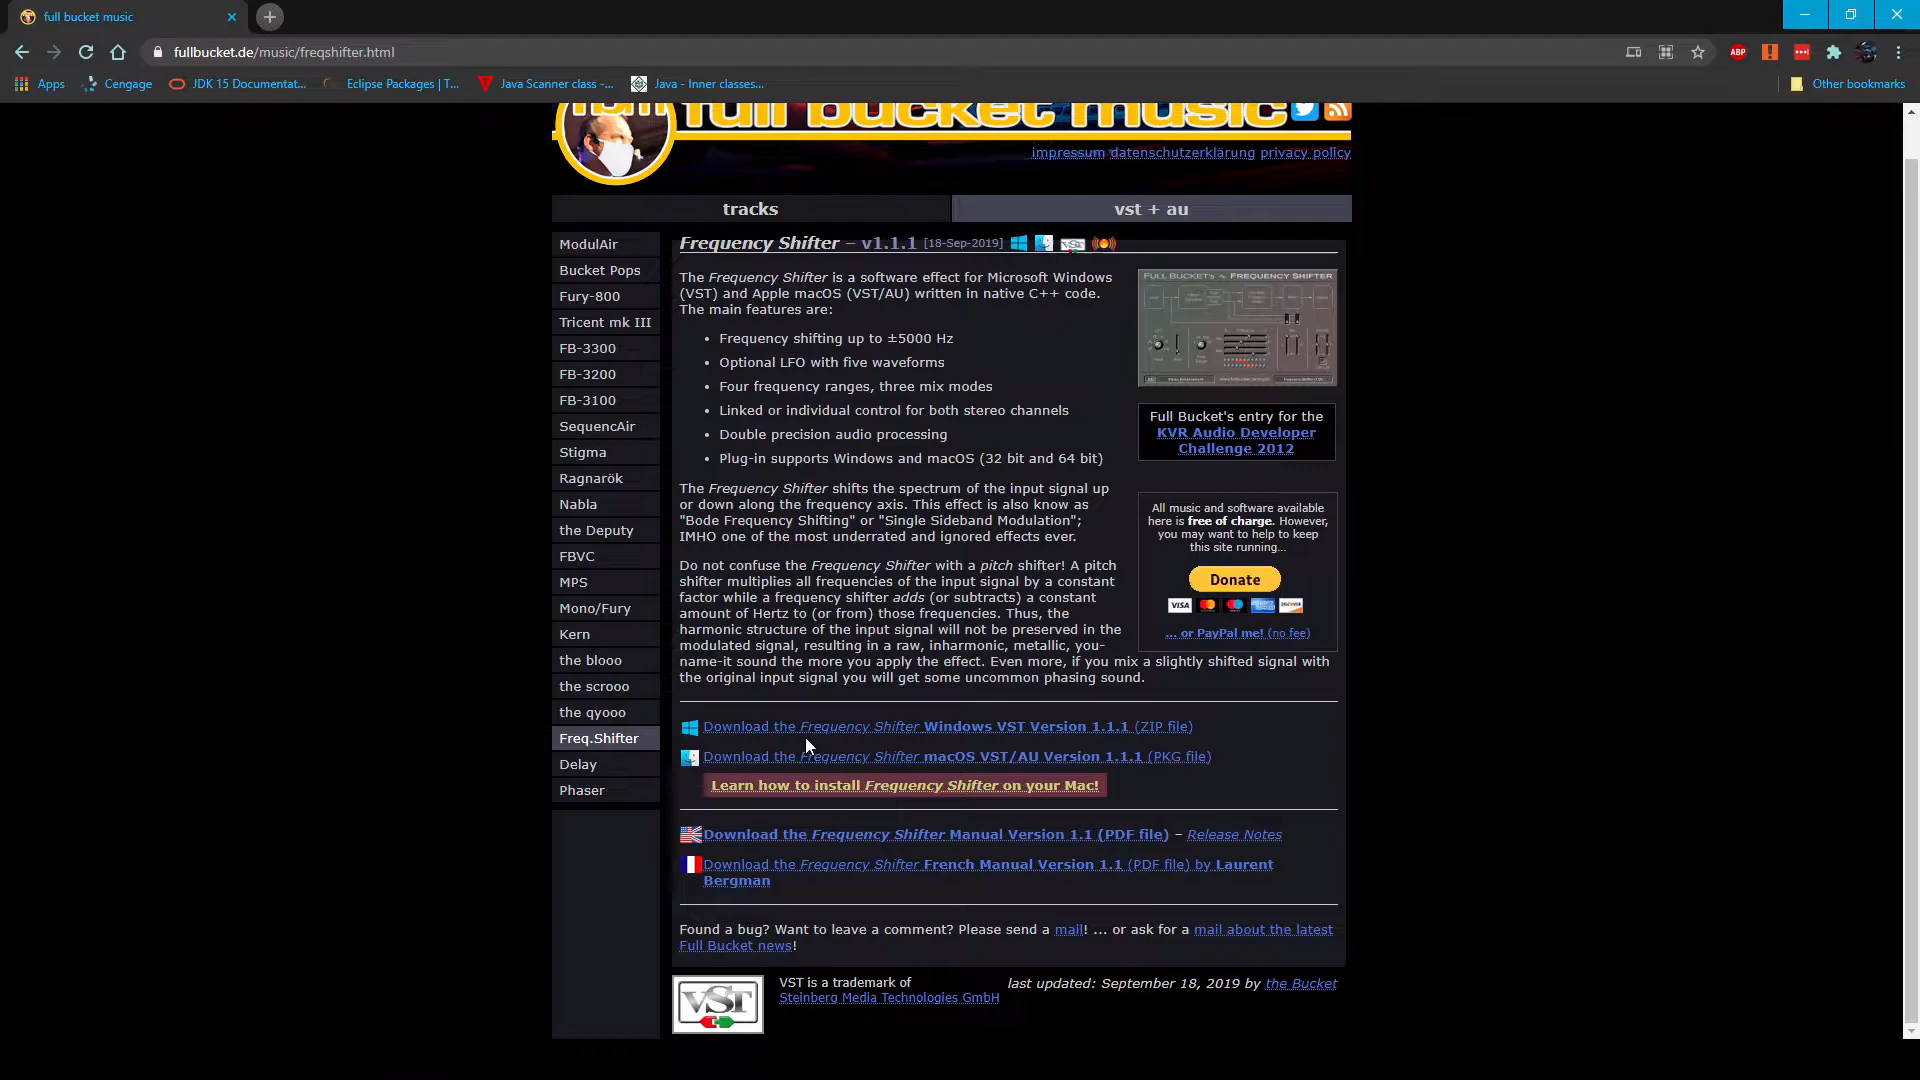 full bucket music
fullbucket.de/music/freqshifter.html
ABP
Apps
Cengage
JDK 15 Documentat...
Eclipse Packages | T...
Java Scanner class -...
Java - Inner classes...
Other bookmarks
full bucket music
impressum datenschutzerklärung privacy policy
tracks
vst + au
ModulAir
Bucket Pops
Fury-800
Tricent mk III
FB-3300
FB-3200
FB-3100
SequencAir
Stigma
Ragnarök
Nabla
the Deputy
FBVC
MPS
Mono/Fury
Kern
the blooo
the scrooo
the qyooo
Freq.Shifter
Delay
Phaser
Frequency Shifter – v1.1.1 [18-Sep-2019]
The Frequency Shifter is a software effect for Microsoft Windows
(VST) and Apple macOS (VST/AU) written in native C++ code.
The main features are:
• Frequency shifting up to ±5000 Hz
• Optional LFO with five waveforms
• Four frequency ranges, three mix modes
• Linked or individual control for both stereo channels
• Double precision audio processing
• Plug-in supports Windows and macOS (32 bit and 64 bit)
The Frequency Shifter shifts the spectrum of the input signal up
or down along the frequency axis. This effect is also know as
"Bode Frequency Shifting" or "Single Sideband Modulation";
IMHO one of the most underrated and ignored effects ever.
Do not confuse the Frequency Shifter with a pitch shifter! A pitch
shifter multiplies all frequencies of the input signal by a constant
factor while a frequency shifter adds (or subtracts) a constant
amount of Hertz to (or from) those frequencies. Thus, the
harmonic structure of the input signal will not be preserved in the
modulated signal, resulting in a raw, inharmonic, metallic, you-
name-it sound the more you apply the effect. Even more, if you mix a slightly shifted signal with
the original input signal you will get some uncommon phasing sound.
FULL BUCKET'S FREQUENCY SHIFTER
Full Bucket's entry for the
KVR Audio Developer
Challenge 2012
All music and software available
here is free of charge. However,
you may want to help to keep
this site running...
Donate
VISA
... or PayPal me! (no fee)
Download the Frequency Shifter Windows VST Version 1.1.1 (ZIP file)
Download the Frequency Shifter macOS VST/AU Version 1.1.1 (PKG file)
Learn how to install Frequency Shifter on your Mac!
Download the Frequency Shifter Manual Version 1.1 (PDF file) – Release Notes
Download the Frequency Shifter French Manual Version 1.1 (PDF file) by Laurent
Bergman
Found a bug? Want to leave a comment? Please send a mail! ... or ask for a mail about the latest
Full Bucket news!
VST
VST is a trademark of
Steinberg Media Technologies GmbH
last updated: September 18, 2019 by the Bucket